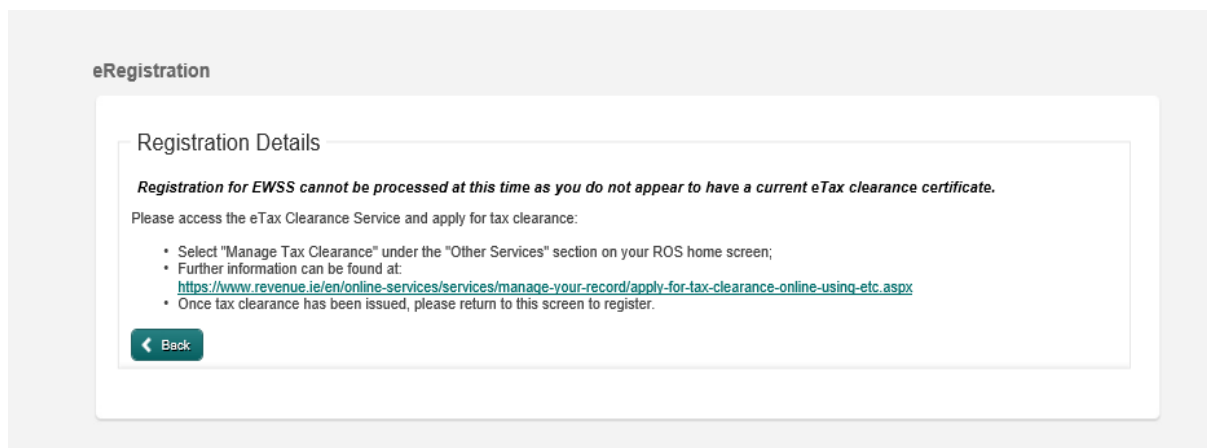 eRegistration
Registration Details
Registration for EWSS cannot be processed at this time as you do not appear to have a current eTax clearance certificate.
Please access the eTax Clearance Service and apply for tax clearance:
• Select "Manage Tax Clearance" under the "Other Services" section on your ROS home screen;
• Further information can be found at:
https://www.revenue.ie/en/online-services/services/manage-your-record/apply-for-tax-clearance-online-using-etc.aspx
• Once tax clearance has been issued, please return to this screen to register.
Back